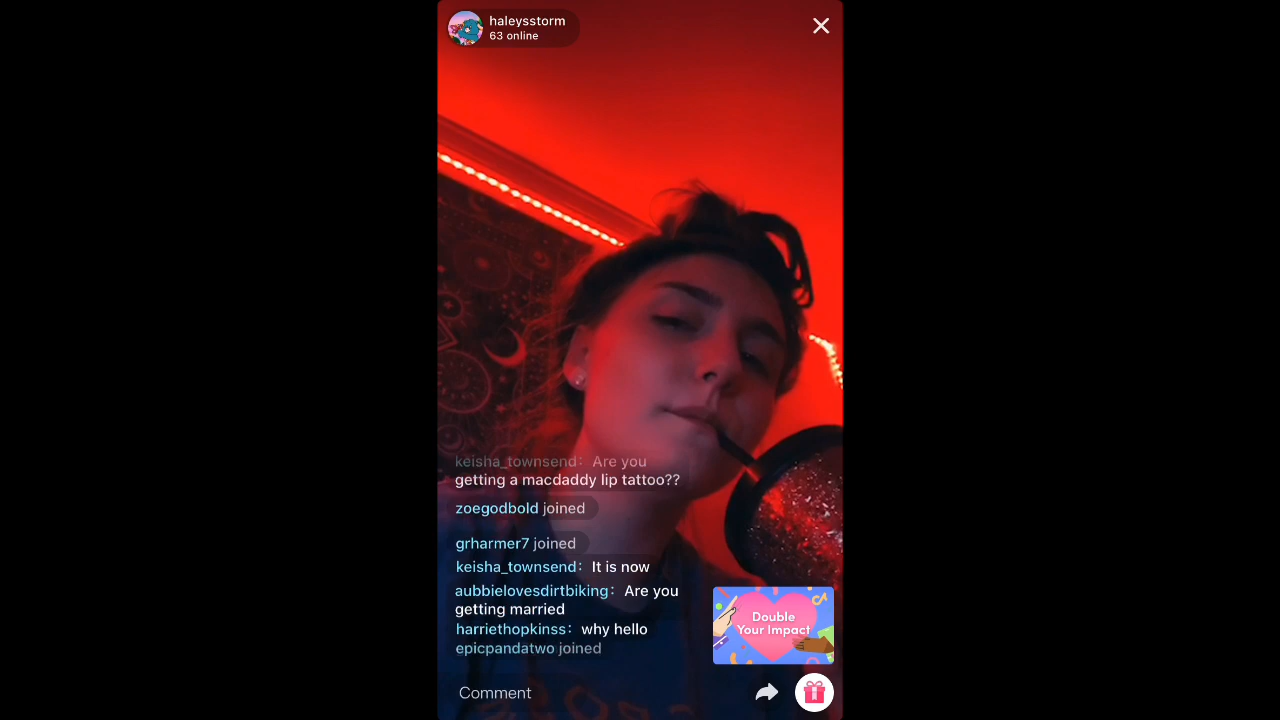 haleysstorm
63 online
keisha_townsend: Are you
getting a macdaddy lip tattoo??
zoegodbold joined
grharmer7 joined
keisha_townsend: It is now
aubbielovesdirtbiking: Are you
getting married
harriethopkinss: why hello
epicpandatwo joined
Double
Your Impact
Comment